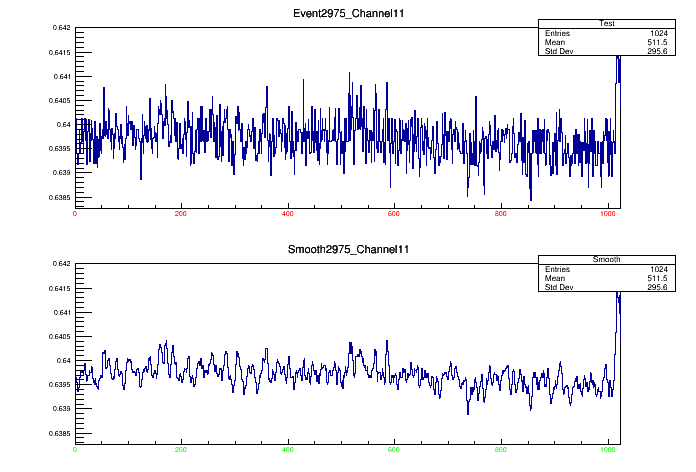 Event2975_Channel11
Test
Entries 1024
Mean 511.5
Std Dev 295.6
0.642
0.6415
0.641
0.6405
0.64
0.6395
0.639
0.6385
0 200 400 600 800 1000
Smooth2975_Channel11
Smooth
Entries 1024
Mean 511.5
Std Dev 295.6
0.642
0.6415
0.641
0.6405
0.64
0.6395
0.639
0.6385
0 200 400 600 800 1000